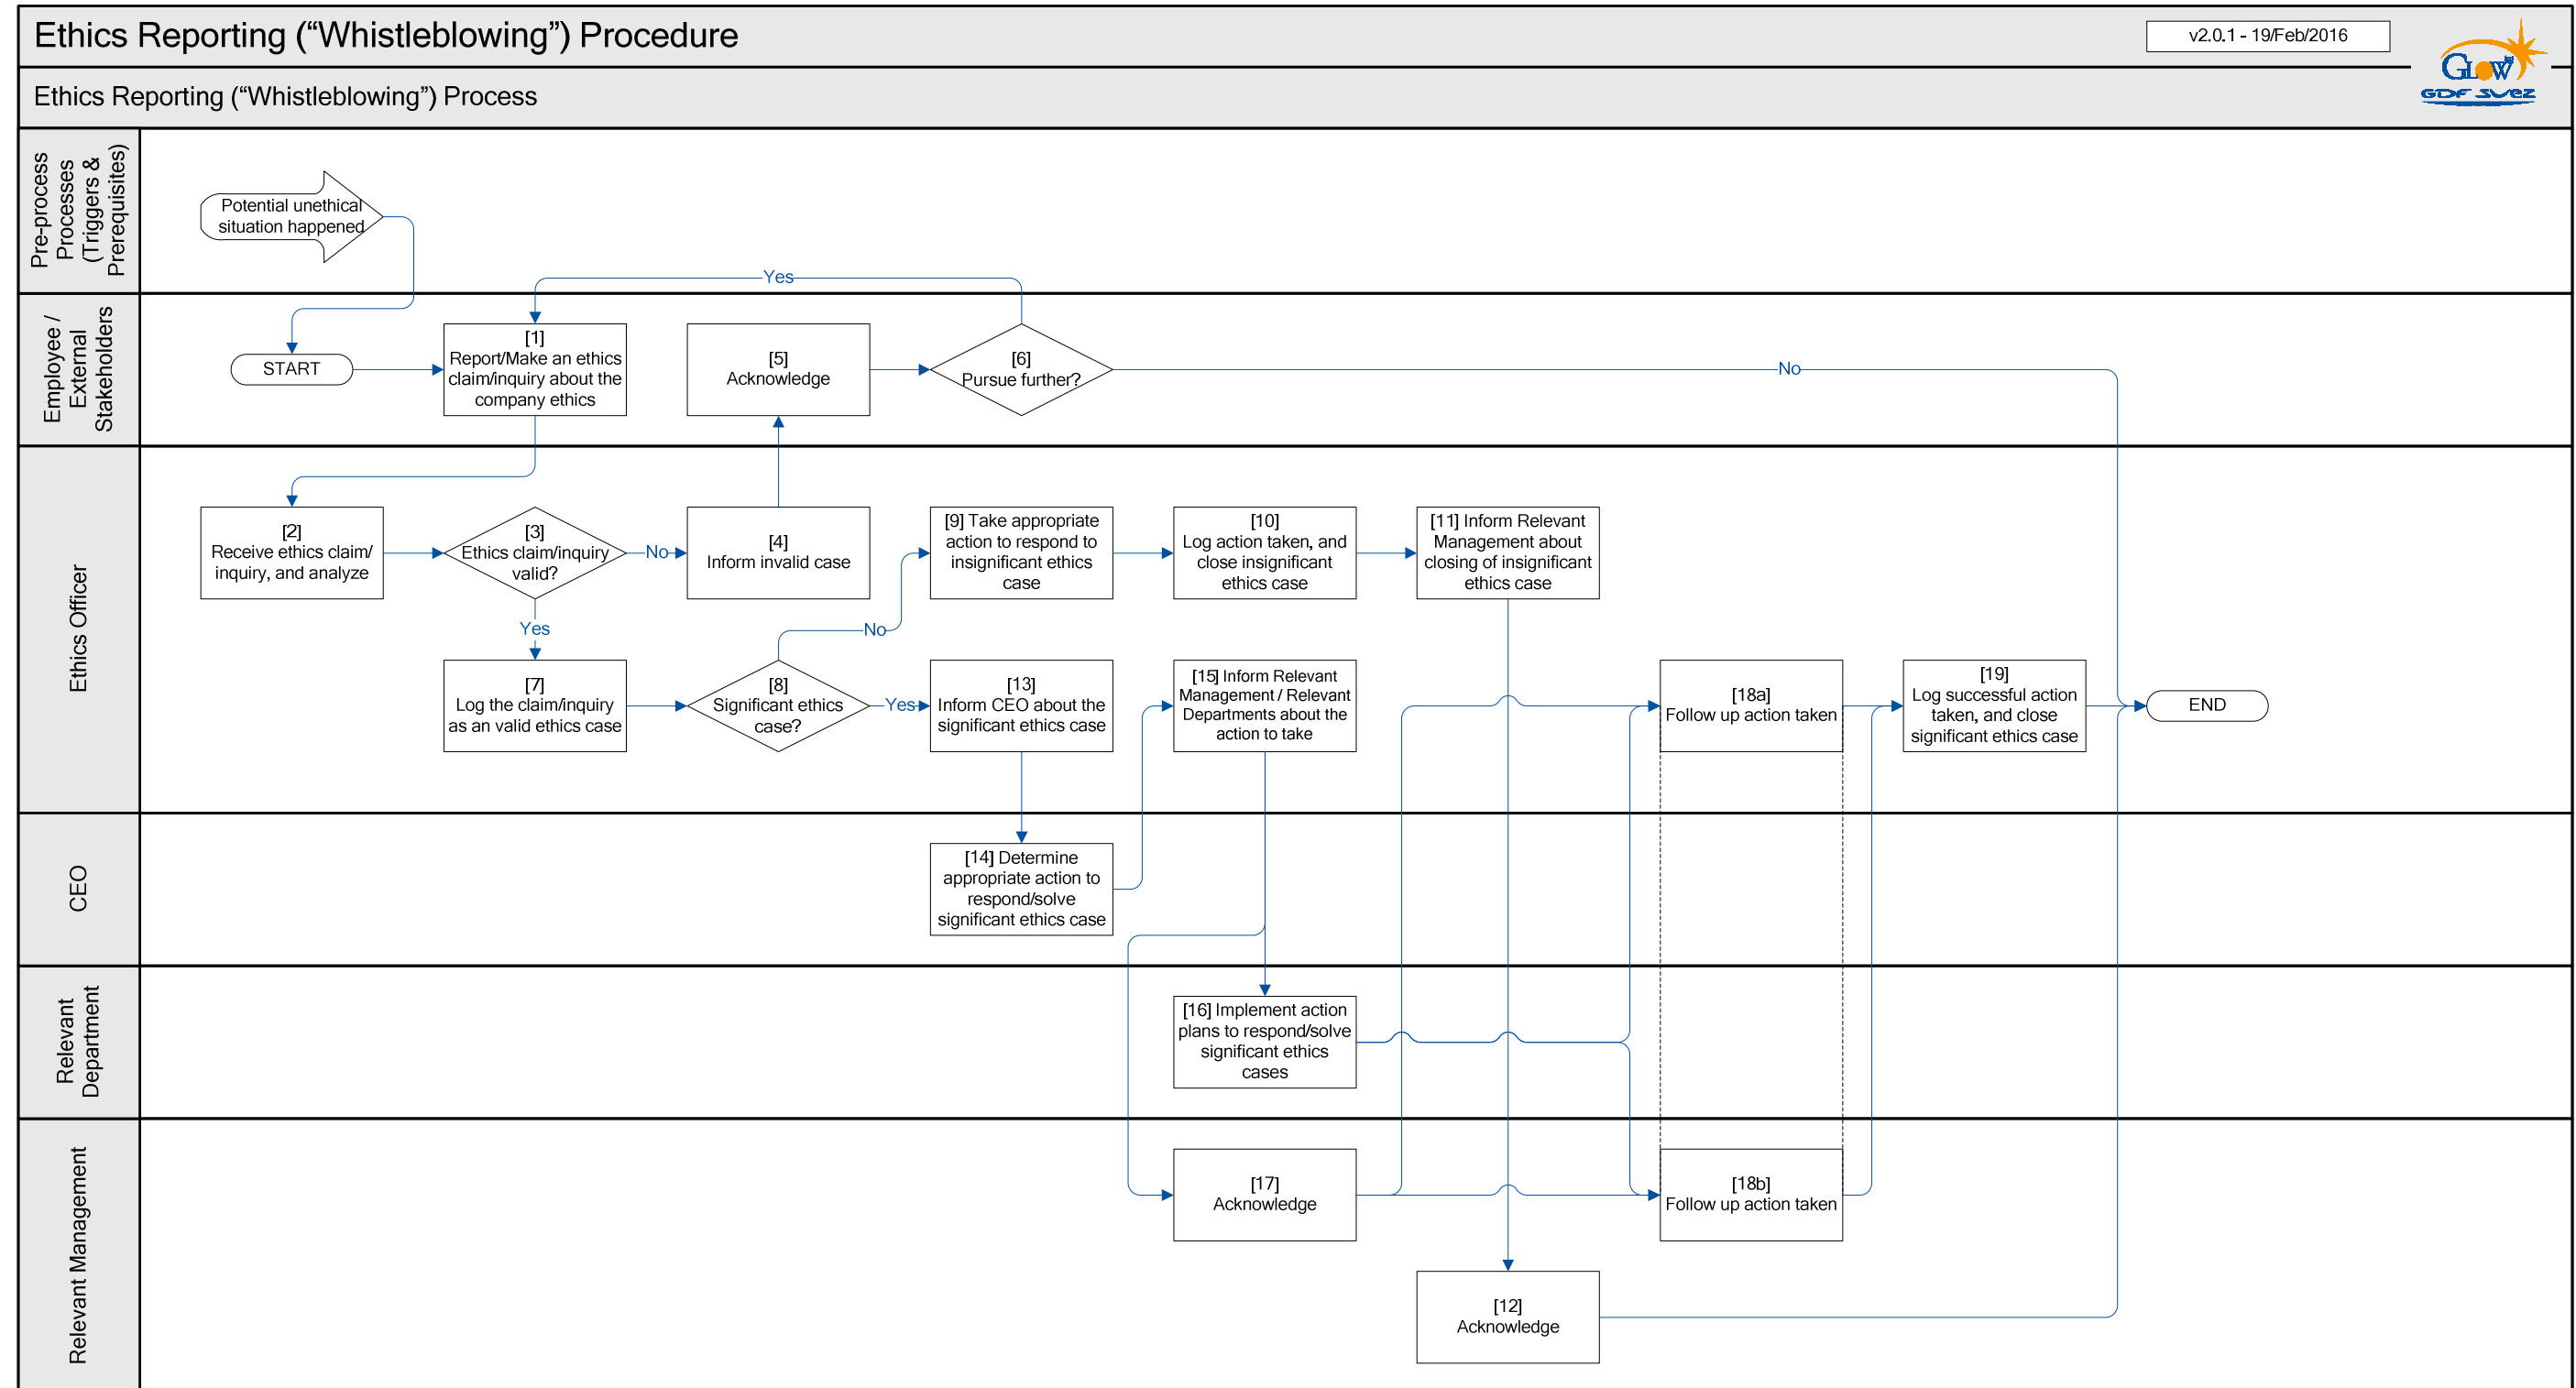 Ethics Reporting (“Whistleblowing”) Procedure
v2.0.1 - 19/Feb/2016
GLOW
GDF SUEZ
Ethics Reporting (“Whistleblowing”) Process
Pre-process
Processes
(Triggers &
Prerequisites)
Potential unethical
situation happened
Yes
Employee /
External
Stakeholders
START
[1]
Report/Make an ethics
claim/inquiry about the
company ethics
[5]
Acknowledge
[6]
Pursue further?
No
Ethics Officer
[2]
Receive ethics claim/
inquiry, and analyze
[3]
Ethics claim/inquiry
valid?
No
[4]
Inform invalid case
[9] Take appropriate
action to respond to
insignificant ethics
case
[10]
Log action taken, and
close insignificant
ethics case
[11] Inform Relevant
Management about
closing of insignificant
ethics case
Yes
No
[7]
Log the claim/inquiry
as an valid ethics case
[8]
Significant ethics
case?
Yes
[13]
Inform CEO about the
significant ethics case
[15] Inform Relevant
Management / Relevant
Departments about the
action to take
[18a]
Follow up action taken
[19]
Log successful action
taken, and close
significant ethics case
END
CEO
[14] Determine
appropriate action to
respond/solve
significant ethics case
Relevant
Department
[16] Implement action
plans to respond/solve
significant ethics
cases
Relevant Management
[17]
Acknowledge
[18b]
Follow up action taken
[12]
Acknowledge